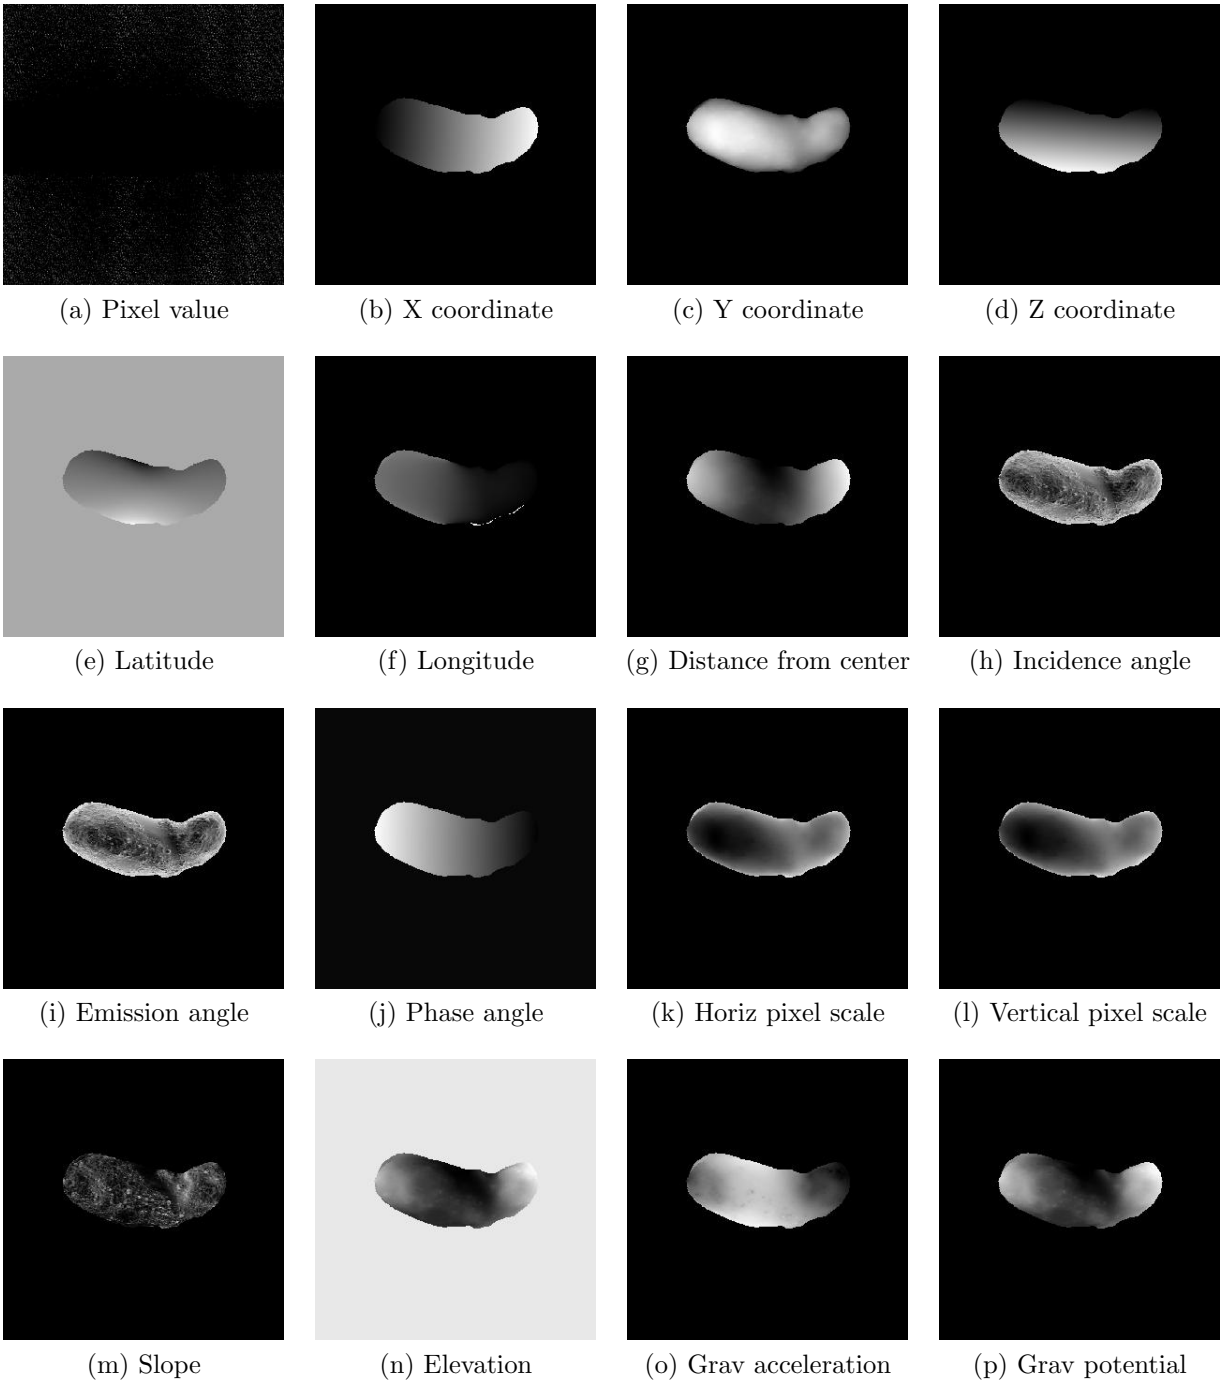 (a) Pixel value
(b) X coordinate
(c) Y coordinate
(d) Z coordinate
(e) Latitude
(f) Longitude
(g) Distance from center
(h) Incidence angle
(i) Emission angle
(j) Phase angle
(k) Horiz pixel scale
(l) Vertical pixel scale
(m) Slope
(n) Elevation
(o) Grav acceleration
(p) Grav potential